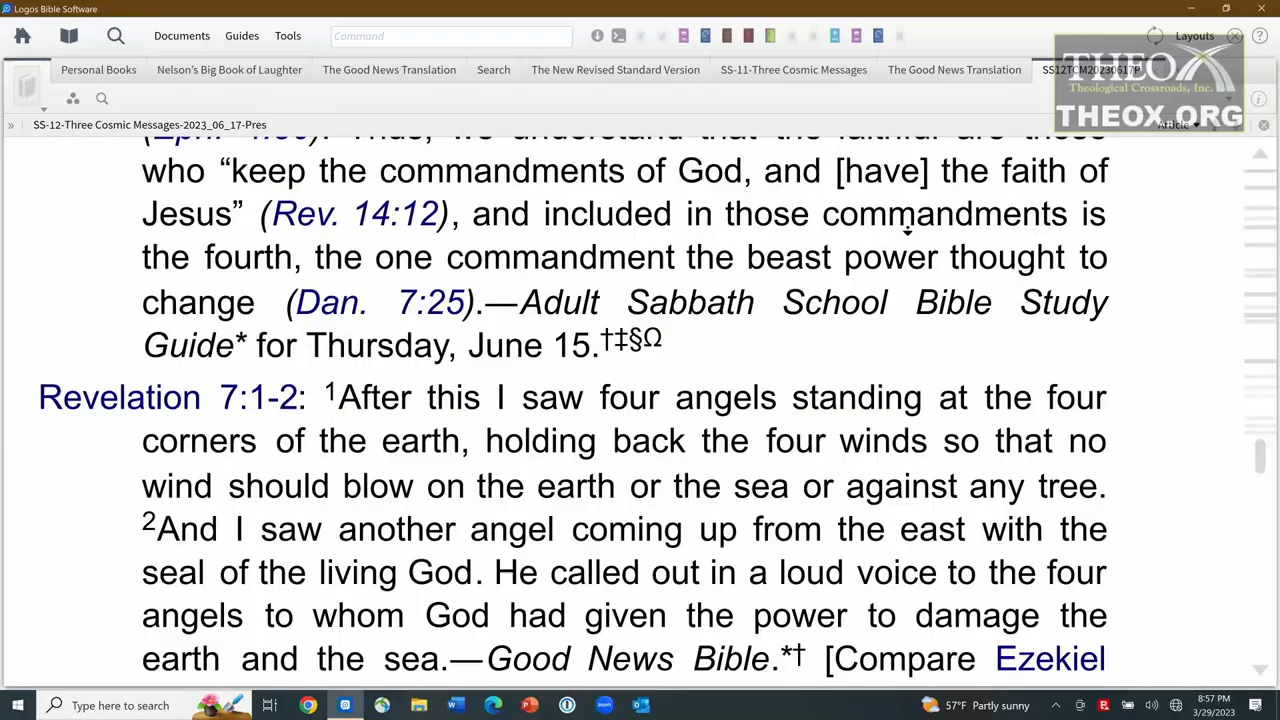 Logos Bible Software
Documents Guides Tools Command Layouts
Personal Books Nelson's Big Book of Laughter Search The New Revised Standard Version SS-11-Three Cosmic Messages The Good News Translation SS12TCM20230617P
THEOX
Theological Crossroads, Inc.
THEOX.ORG
SS-12-Three Cosmic Messages-2023_06_17-Pres Article
who “keep the commandments of God, and [have] the faith of
Jesus” (Rev. 14:12), and included in those commandments is
the fourth, the one commandment the beast power thought to
change (Dan. 7:25).—Adult Sabbath School Bible Study
Guide* for Thursday, June 15.†‡§Ω
Revelation 7:1-2: 1After this I saw four angels standing at the four
corners of the earth, holding back the four winds so that no
wind should blow on the earth or the sea or against any tree.
2And I saw another angel coming up from the east with the
seal of the living God. He called out in a loud voice to the four
angels to whom God had given the power to damage the
earth and the sea.—Good News Bible.*† [Compare Ezekiel
Type here to search
57°F Partly sunny
8:57 PM
3/29/2023